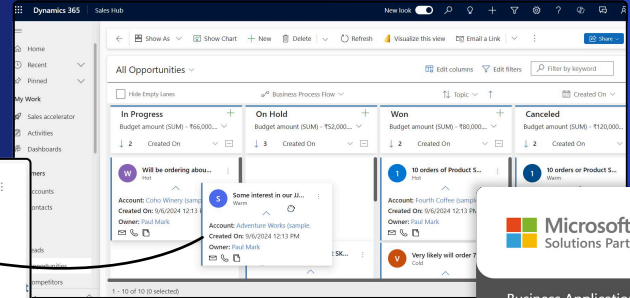 Dynamics 365 Sales Hub New look
Show As Show Chart + New Delete Refresh Visualize this view Email a Link Share
Home
Recent
Pinned
My Work
Sales accelerator
Activities
Dashboards
mers
ccounts
ontacts
eads
pportunities
ompetitors
All Opportunities Edit columns Edit filters Filter by keyword
Hide Empty Lanes Business Process Flow Topic Created On
In Progress
Budget amount (SUM) - ₹66,000...
2 Created On
W Will be ordering abou...
Hot
Account: Coho Winery (samp
Created On: 9/6/2024 12:13 P
Owner: Paul Mark
On Hold
Budget amount (SUM) - ₹52,000...
3 Created On
S Some interest in our JJ...
Warm
Account: Adventure Works (sample.
Created On: 9/6/2024 12:13 PM
Owner: Paul Mark
SK...
Won
Budget amount (SUM) - ₹80,000...
2 Created On
1 10 orders of Product S...
Hot
Account: Fourth Coffee (sampl
Created On: 9/6/2024 12:13 PM
Owner: Paul Mark
V Very likely will order 7
Cold
Canceled
Budget amount (SUM) - ₹120,000...
2 Created On
1 10 orders or Product S...
Warm
1 - 10 of 10 (0 selected)
Microsoft
Solutions Part
Business Applicatio